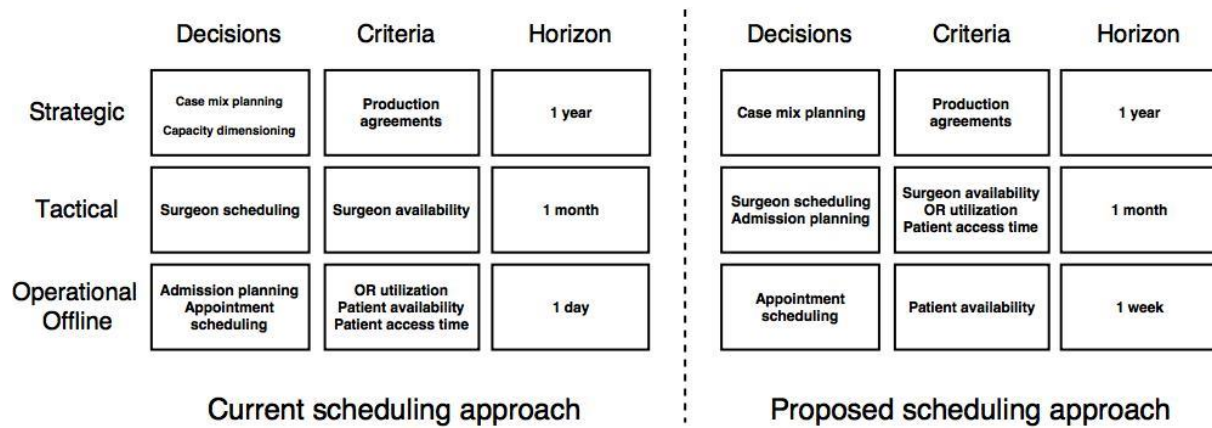 Decisions Criteria Horizon Decisions Criteria Horizon
Strategic
Case mix planning
Capacity dimensioning
Production
agreements
1 year
Case mix planning
Production
agreements
1 year
Tactical
Surgeon scheduling
Surgeon availability
1 month
Surgeon scheduling
Admission planning
Surgeon availability
OR utilization
Patient access time
1 month
Operational
Offline
Admission planning
Appointment
scheduling
OR utilization
Patient availability
Patient access time
1 day
Appointment
scheduling
Patient availability
1 week
Current scheduling approach
Proposed scheduling approach